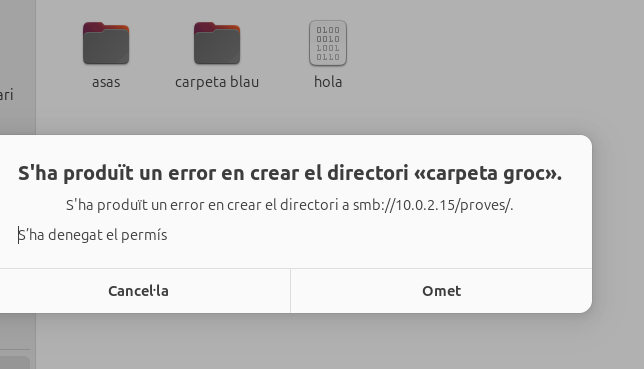 asas
carpeta blau
hola
ari
S'ha produït un error en crear el directori «carpeta groc».
S'ha produït un error en crear el directori a smb://10.0.2.15/proves/.
S’ha denegat el permís
Cancel·la
Omet